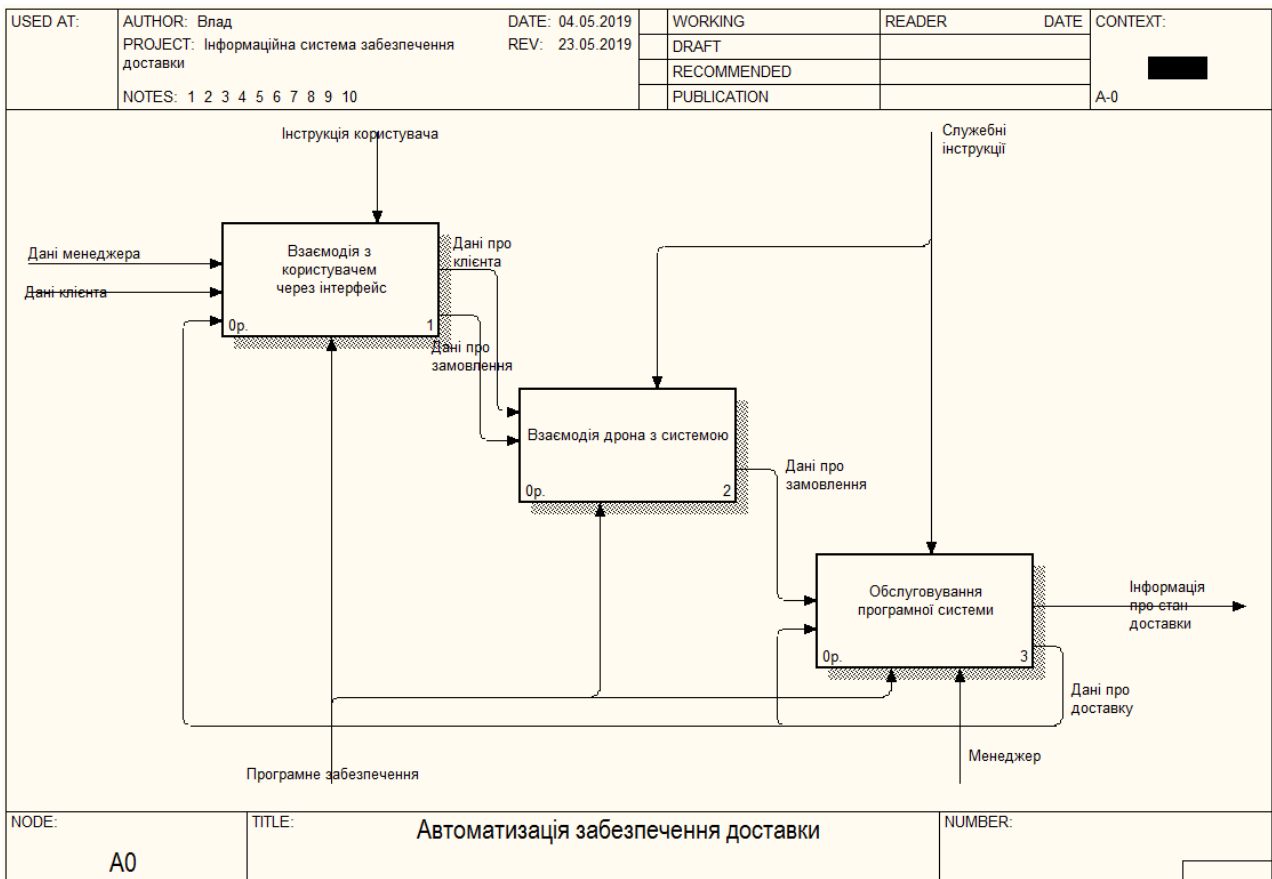 USED AT:
AUTHOR: Влад
DATE: 04.05.2019
PROJECT: Інформаційна система забезпечення
доставки
REV: 23.05.2019
NOTES: 1 2 3 4 5 6 7 8 9 10
WORKING
DRAFT
RECOMMENDED
PUBLICATION
READER
DATE
CONTEXT:
A-0
Інструкція користувача
Службені
інструкції
Дані менеджера
Дані клієнта
Взаємодія з
користувачем
через інтерфейс
0р.
1
Дані про
клієнта
Дані про
замовлення
Взаємодія дрона з системою
0р.
2
Дані про
замовлення
Обслуговування
програмної системи
0р.
3
Інформація
про стан
доставки
Дані про
доставку
Менеджер
Програмне забезпечення
NODE:
A0
TITLE:
Автоматизація забезпечення доставки
NUMBER: